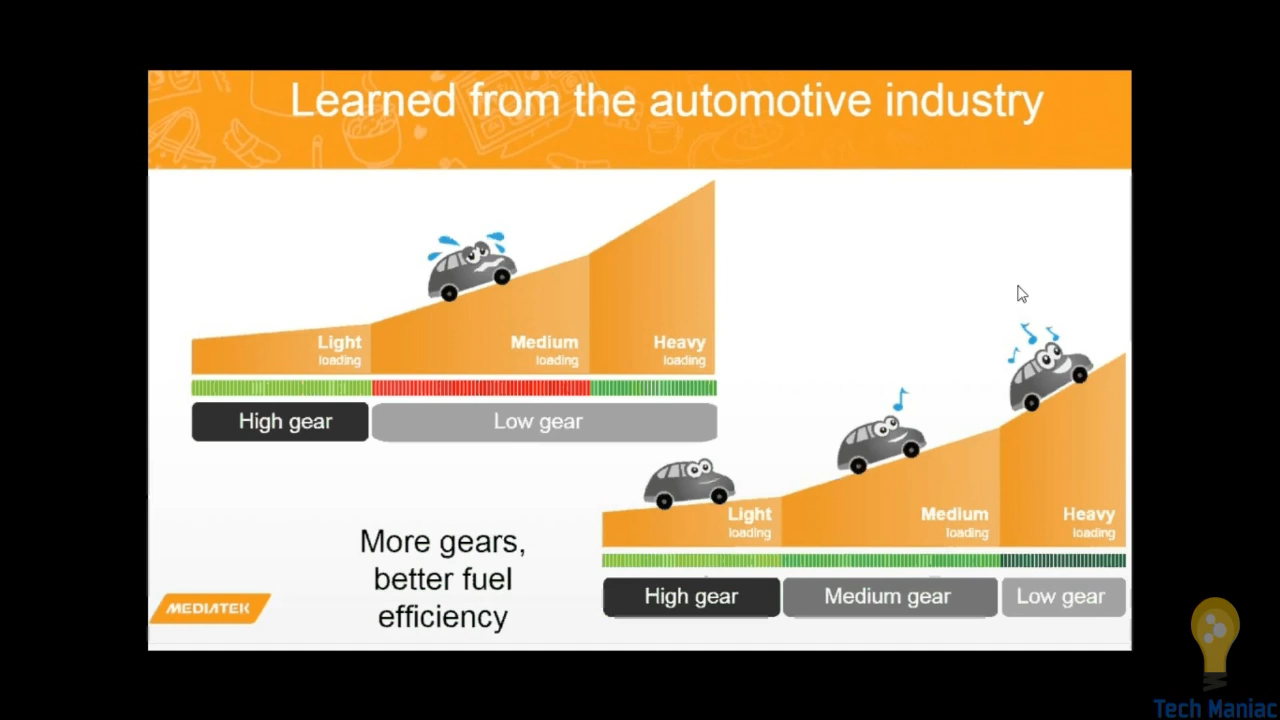 Learned from the automotive industry
Light
loading
Medium
loading
Heavy
loading
High gear
Low gear
More gears,
better fuel
efficiency
Light
loading
Medium
loading
Heavy
loading
High gear
Medium gear
Low gear
MEDIATEK
Tech Maniac